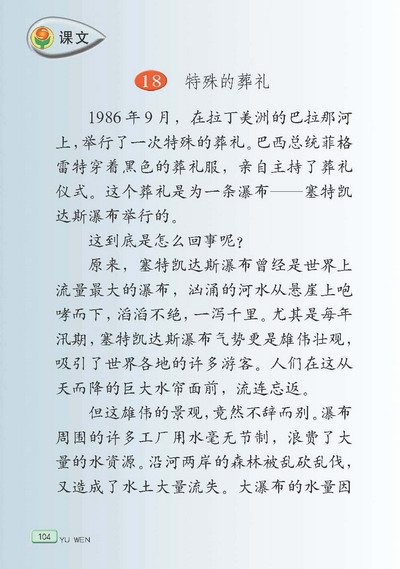 课文
18 特殊的葬礼
1986年9月，在拉丁美洲的巴拉那河
上，举行了一次特殊的葬礼。巴西总统菲格
雷特穿着黑色的葬礼服，亲自主持了葬礼
仪式。这个葬礼是为一条瀑布——塞特凯
达斯瀑布举行的。
这到底是怎么回事呢？
原来，塞特凯达斯瀑布曾经是世界上
流量最大的瀑布，汹涌的河水从悬崖上咆
哮而下，滔滔不绝，一泻千里。尤其是每年
汛期，塞特凯达斯瀑布气势更是雄伟壮观，
吸引了世界各地的许多游客。人们在这从
天而降的巨大水帘面前，流连忘返。
但这雄伟的景观，竟然不辞而别。瀑布
周围的许多工厂用水毫无节制，浪费了大
量的水资源。沿河两岸的森林被乱砍乱伐，
又造成了水土大量流失。大瀑布的水量因
104 YU WEN